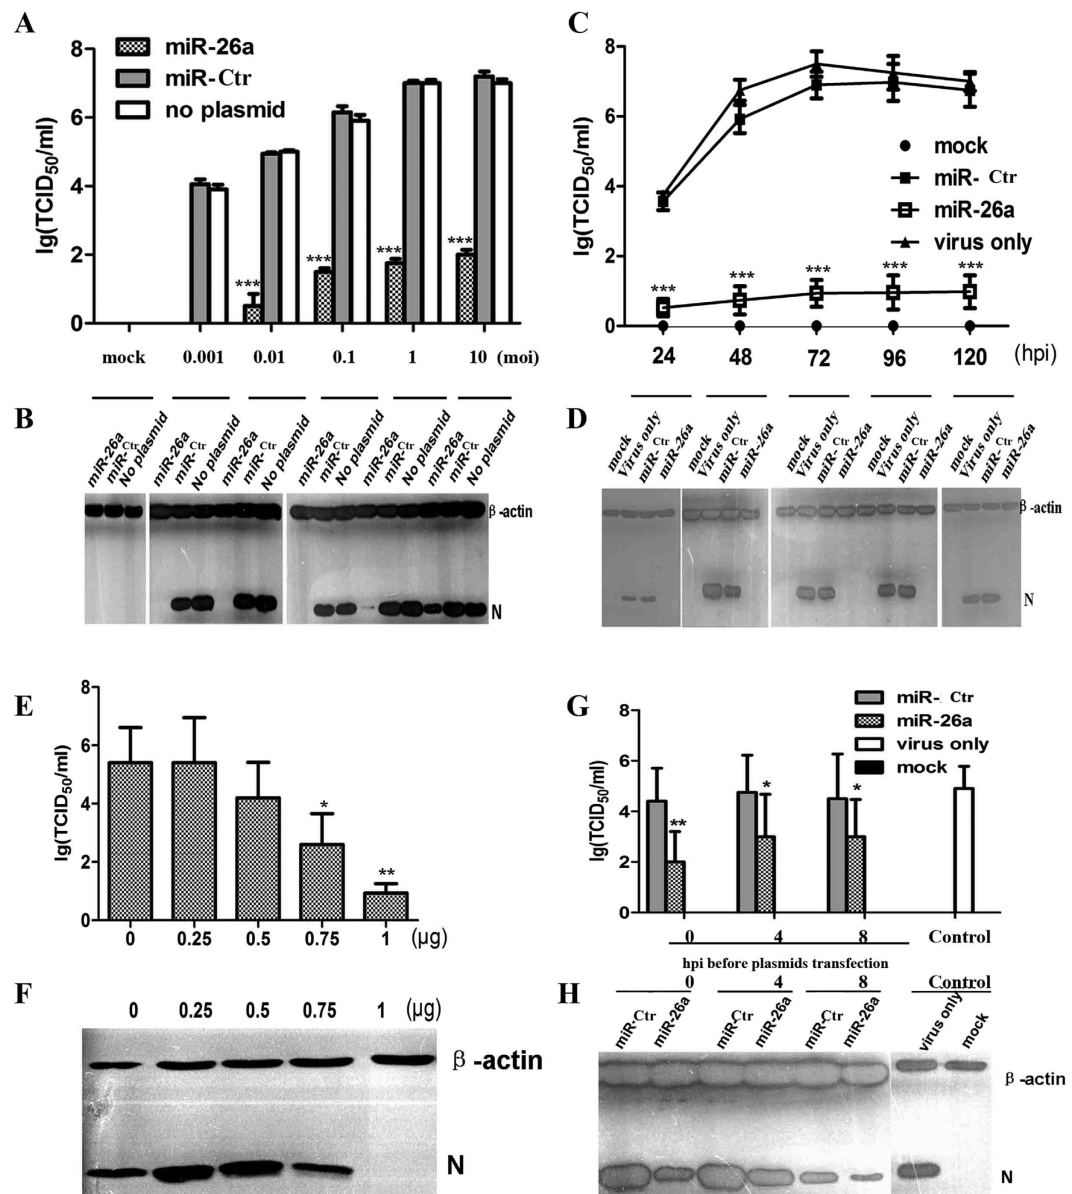 A
miR-26a
miR-Ctr
no plasmid
lg(TCID50/ml)
8
6
4
2
0
***
***
***
***
mock 0.001 0.01 0.1 1 10 (moi)
C
lg(TCID50/ml)
8
6
4
2
0
mock
miR- Ctr
miR-26a
virus only
*** *** *** *** ***
24 48 72 96 120 (hpi)
B
miR-26a miR-Ctr No plasmid miR-26a miR-Ctr No plasmid miR-26a miR-Ctr No plasmid miR-26a miR-Ctr No plasmid miR-26a miR-Ctr No plasmid miR-26a miR-Ctr No plasmid
β-actin
N
D
mock Virus only miR-Ctr miR-26a mock Virus only miR-Ctr miR-26a mock Virus only miR-Ctr miR-26a mock Virus only miR-Ctr miR-26a mock Virus only miR-Ctr miR-26a
β-actin
N
E
lg(TCID50/ml)
8
6
4
2
0
*
**
0 0.25 0.5 0.75 1 (μg)
G
miR- Ctr
miR-26a
virus only
mock
lg(TCID50/ml)
8
6
4
2
0
**
*
*
0 4 8 Control
hpi before plasmids transfection
F
0 0.25 0.5 0.75 1 (μg)
β-actin
N
H
0 4 8 Control
miR-Ctr miR-26a miR-Ctr miR-26a miR-Ctr miR-26a virus only mock
β-actin
N